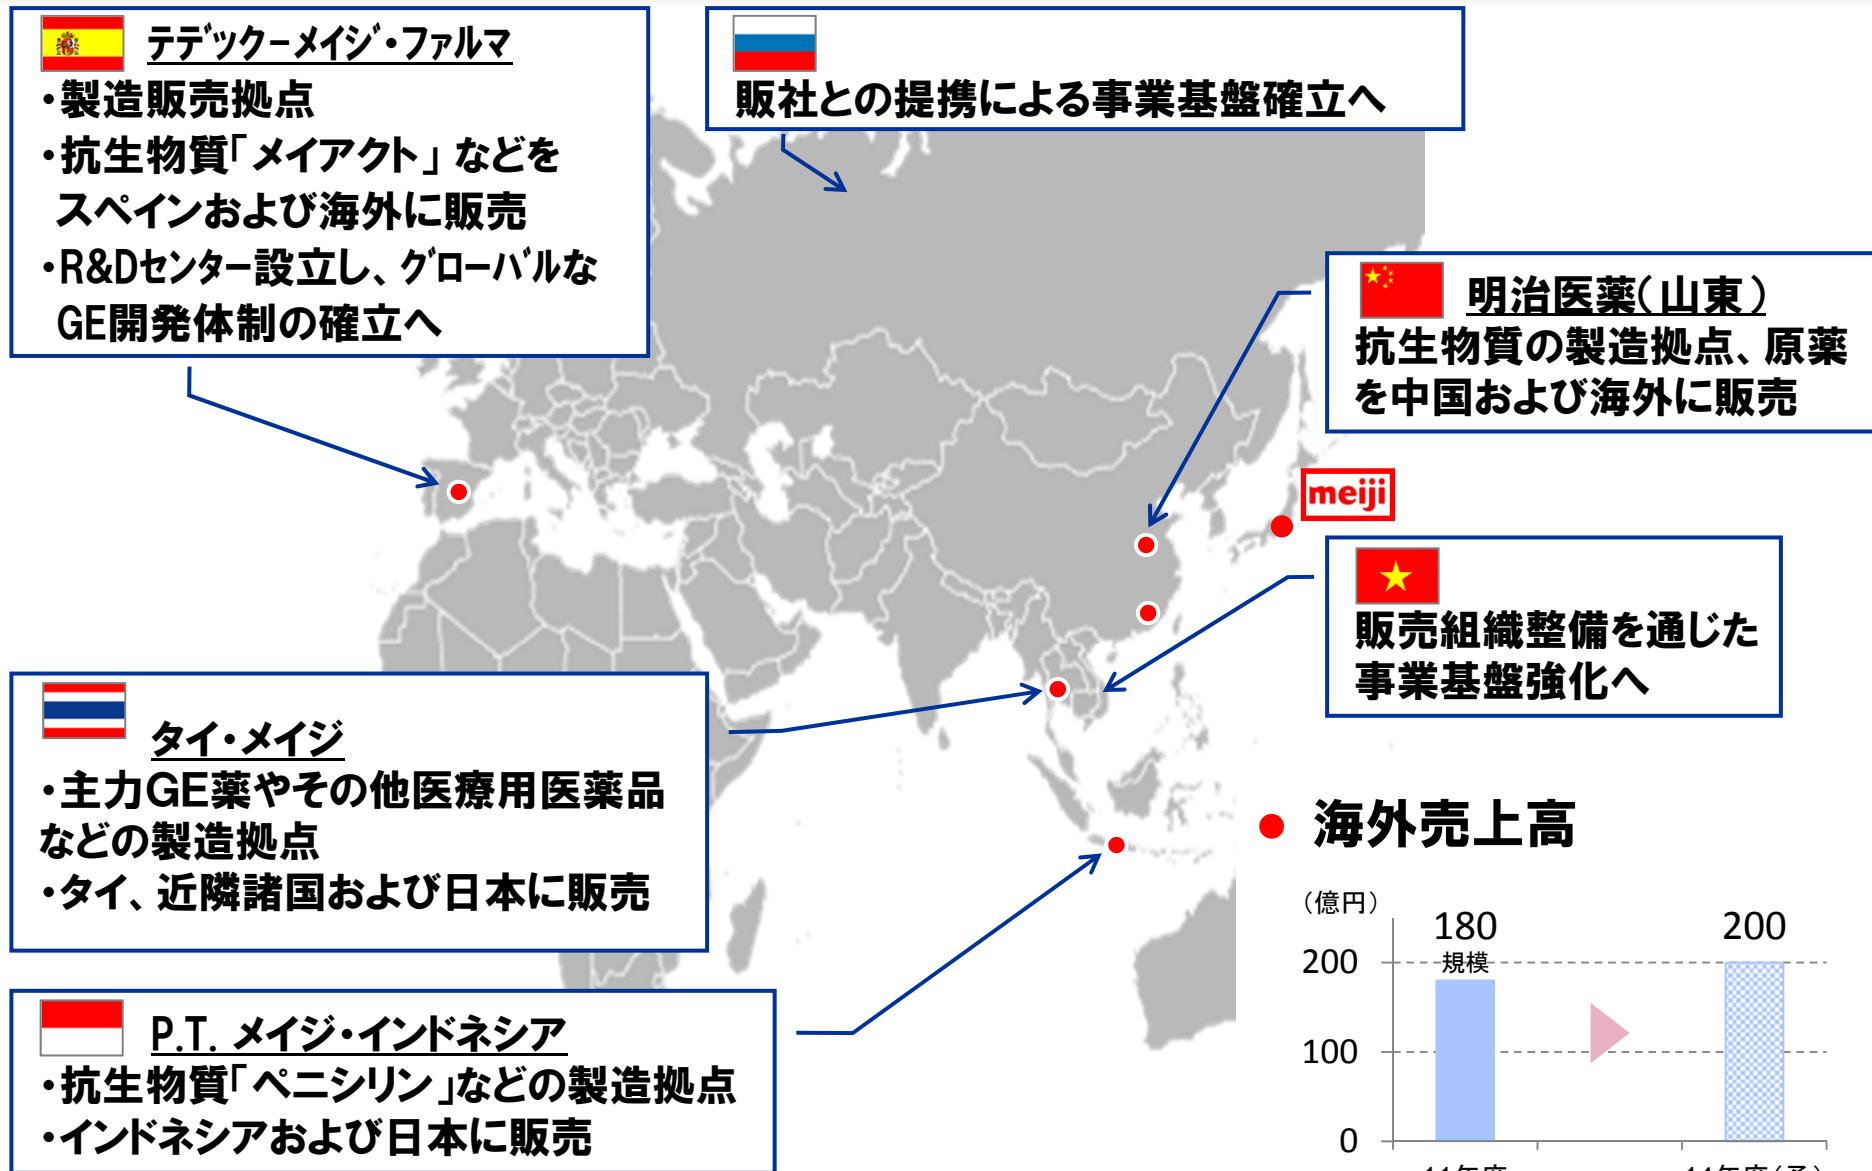 テデックーメイジ・ファルマ
・製造販売拠点
・抗生物質「メイアクト」などを
スペインおよび海外に販売
・R&Dセンター設立し、グローバルな
GE開発体制の確立へ
販社との提携による事業基盤確立へ
明治医薬(山東)
抗生物質の製造拠点、原薬
を中国および海外に販売
meiji
販売組織整備を通じた
事業基盤強化へ
タイ・メイジ
・主力GE薬やその他医療用医薬品
などの製造拠点
・タイ、近隣諸国および日本に販売
P.T. メイジ・インドネシア
・抗生物質「ペニシリン」などの製造拠点
・インドネシアおよび日本に販売
● 海外売上高
(億円)
180
規模
200
200
100
0
11年度
14年度(予)